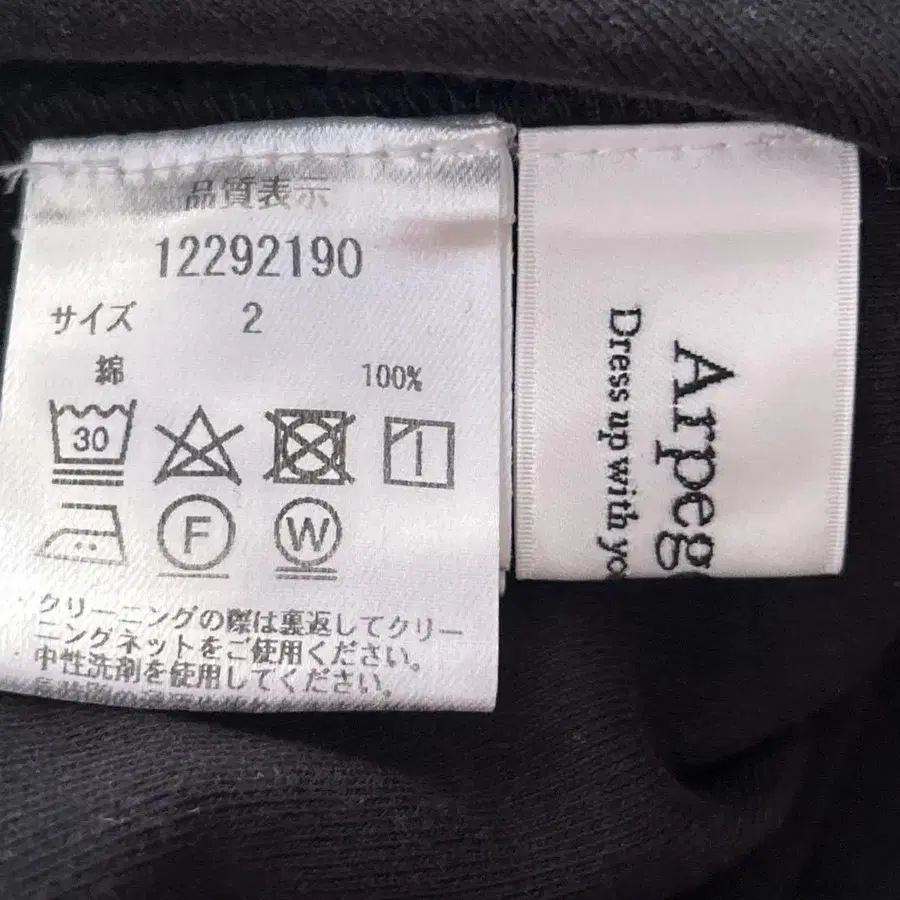 品質表示
12292190
サイズ 2
綿 100%
30
F W
クリーニングの際は裏返してクリー
ニングネットをご使用ください。
中性洗剤を使用してください。
Arpeg
Dress up with yo